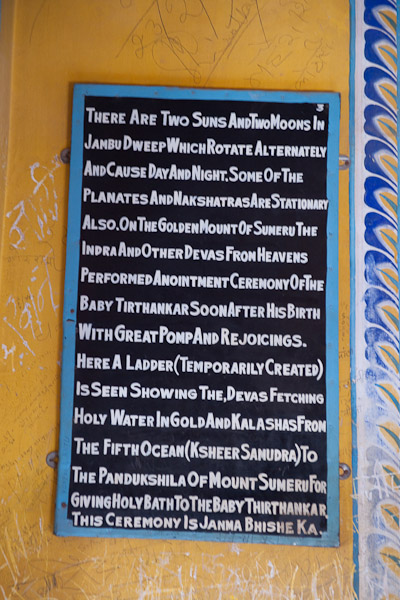 3
There Are Two Suns And Two Moons In
Jambu Dweep Which Rotate Alternately
And Cause Day And Night. Some Of The
Planates And Nakshatras Are Stationary
Also. On The Golden Mount Of Sumeru The
Indra And Other Devas From Heavens
Performed Anointment Ceremony Of The
Baby Tirthankar Soon After His Birth
With Great Pomp And Rejoicings.
Here A Ladder (Temporarily Created)
Is Seen Showing The, Devas Fetching
Holy Water In Gold And Kalashas From
The Fifth Ocean (Ksheer Samudra) To
The Pandukshila Of Mount Sumeru For
Giving Holy Bath To The Baby Thirthankar
This Ceremony Is Janma Bhishe Ka.